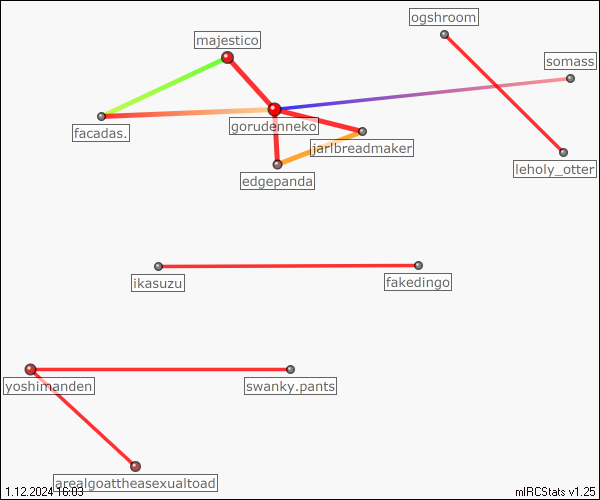 ogshroom
majestico
somass
facadas.
gorudenneko
jarlbreadmaker
leholy_otter
edgepanda
ikasuzu
fakedingo
yoshimanden
swanky.pants
arealgoattheasexualtoad
1.12.2024 16:03
mIRCStats v1.25